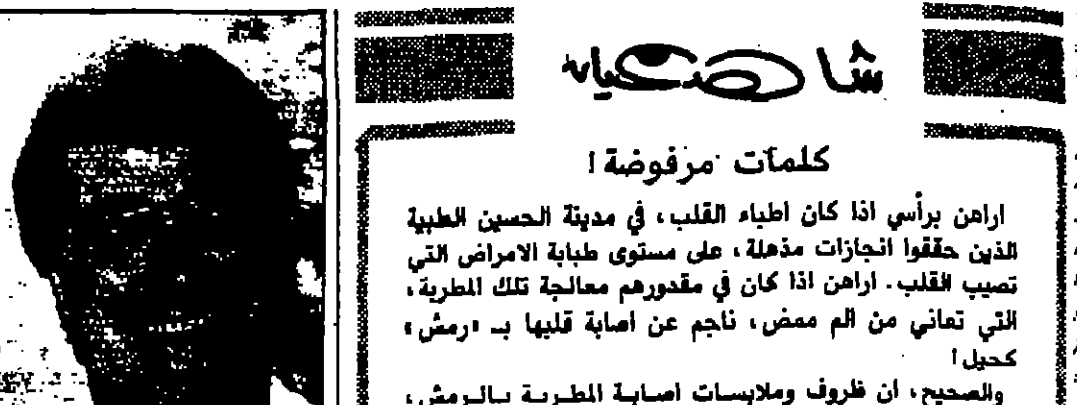 شاهد عيان
كلمات مرفوضة!
اراهن برأسي اذا كان اطباء القلب، في مدينة الحسين الطبية
الذين حققوا انجازات مذهلة، على مستوى طبابة الامراض التي
تصيب القلب. اراهن اذا كان في مقدورهم معالجة تلك المطربة،
التي تعاني من الم ممض، ناجم عن اصابة قلبها بـ «رمش»
كحيل!
والصحيح، ان ظروف وملابسات اصابة المطربة بالرمش،